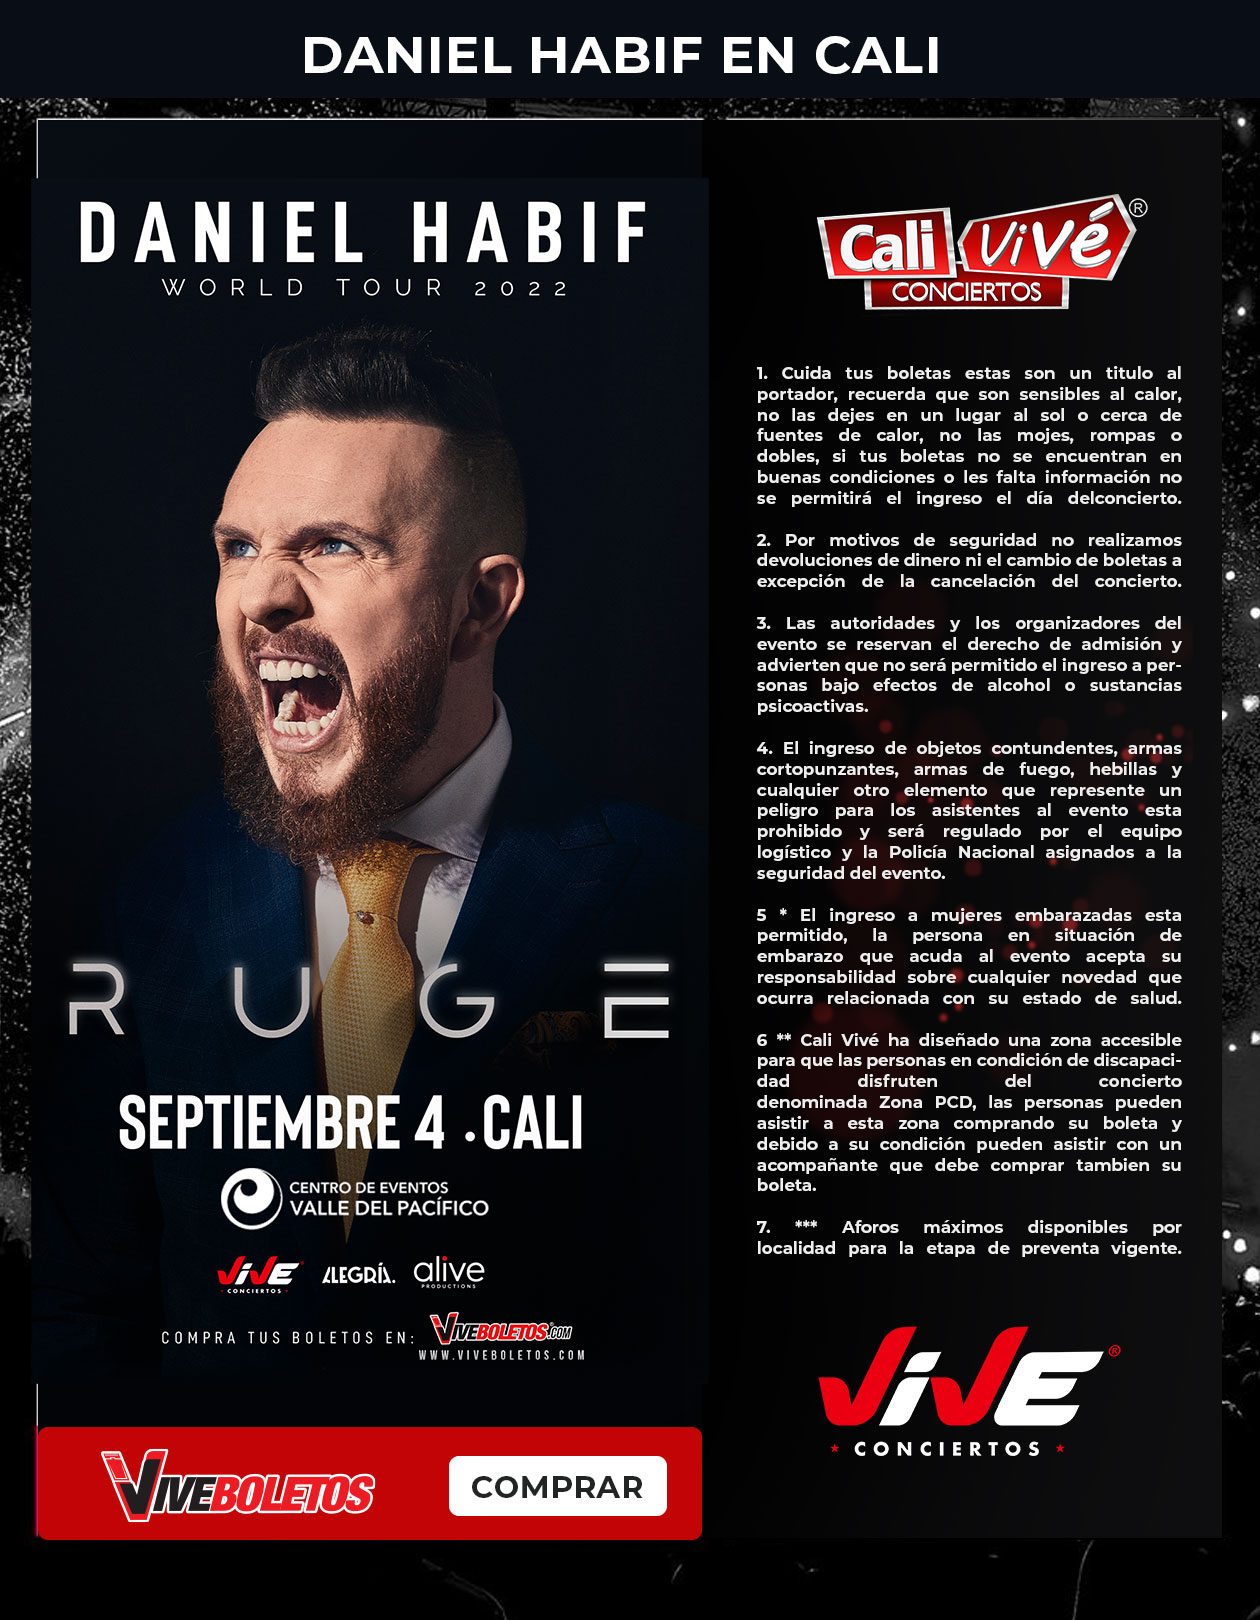 DANIEL HABIF EN CALI
DANIEL HABIF
WORLD TOUR 2022
RUGE
SEPTIEMBRE 4 . CALI
CENTRO DE EVENTOS
VALLE DEL PACÍFICO
ViVE
CONCIERTOS
ALEGRÍA.
alive
PRODUCTIONS
COMPRA TUS BOLETOS EN:
VIVEBOLETOS.COM
WWW.VIVEBOLETOS.COM
VIVEBOLETOS
COMPRAR
Cali ViVé ®
CONCIERTOS
1. Cuida tus boletas estas son un titulo al
portador, recuerda que son sensibles al calor,
no las dejes en un lugar al sol o cerca de
fuentes de calor, no las mojes, rompas o
dobles, si tus boletas no se encuentran en
buenas condiciones o les falta información no
se permitirá el ingreso el día delconcierto.
2. Por motivos de seguridad no realizamos
devoluciones de dinero ni el cambio de boletas a
excepción de la cancelación del concierto.
3. Las autoridades y los organizadores del
evento se reservan el derecho de admisión y
advierten que no será permitido el ingreso a per-
sonas bajo efectos de alcohol o sustancias
psicoactivas.
4. El ingreso de objetos contundentes, armas
cortopunzantes, armas de fuego, hebillas y
cualquier otro elemento que represente un
peligro para los asistentes al evento esta
prohibido y será regulado por el equipo
logístico y la Policía Nacional asignados a la
seguridad del evento.
5 * El ingreso a mujeres embarazadas esta
permitido, la persona en situación de
embarazo que acuda al evento acepta su
responsabilidad sobre cualquier novedad que
ocurra relacionada con su estado de salud.
6 ** Cali Vivé ha diseñado una zona accesible
para que las personas en condición de discapaci-
dad disfruten del concierto
denominada Zona PCD, las personas pueden
asistir a esta zona comprando su boleta y
debido a su condición pueden asistir con un
acompañante que debe comprar tambien su
boleta.
7. *** Aforos máximos disponibles por
localidad para la etapa de preventa vigente.
ViVE ®
★ CONCIERTOS ★